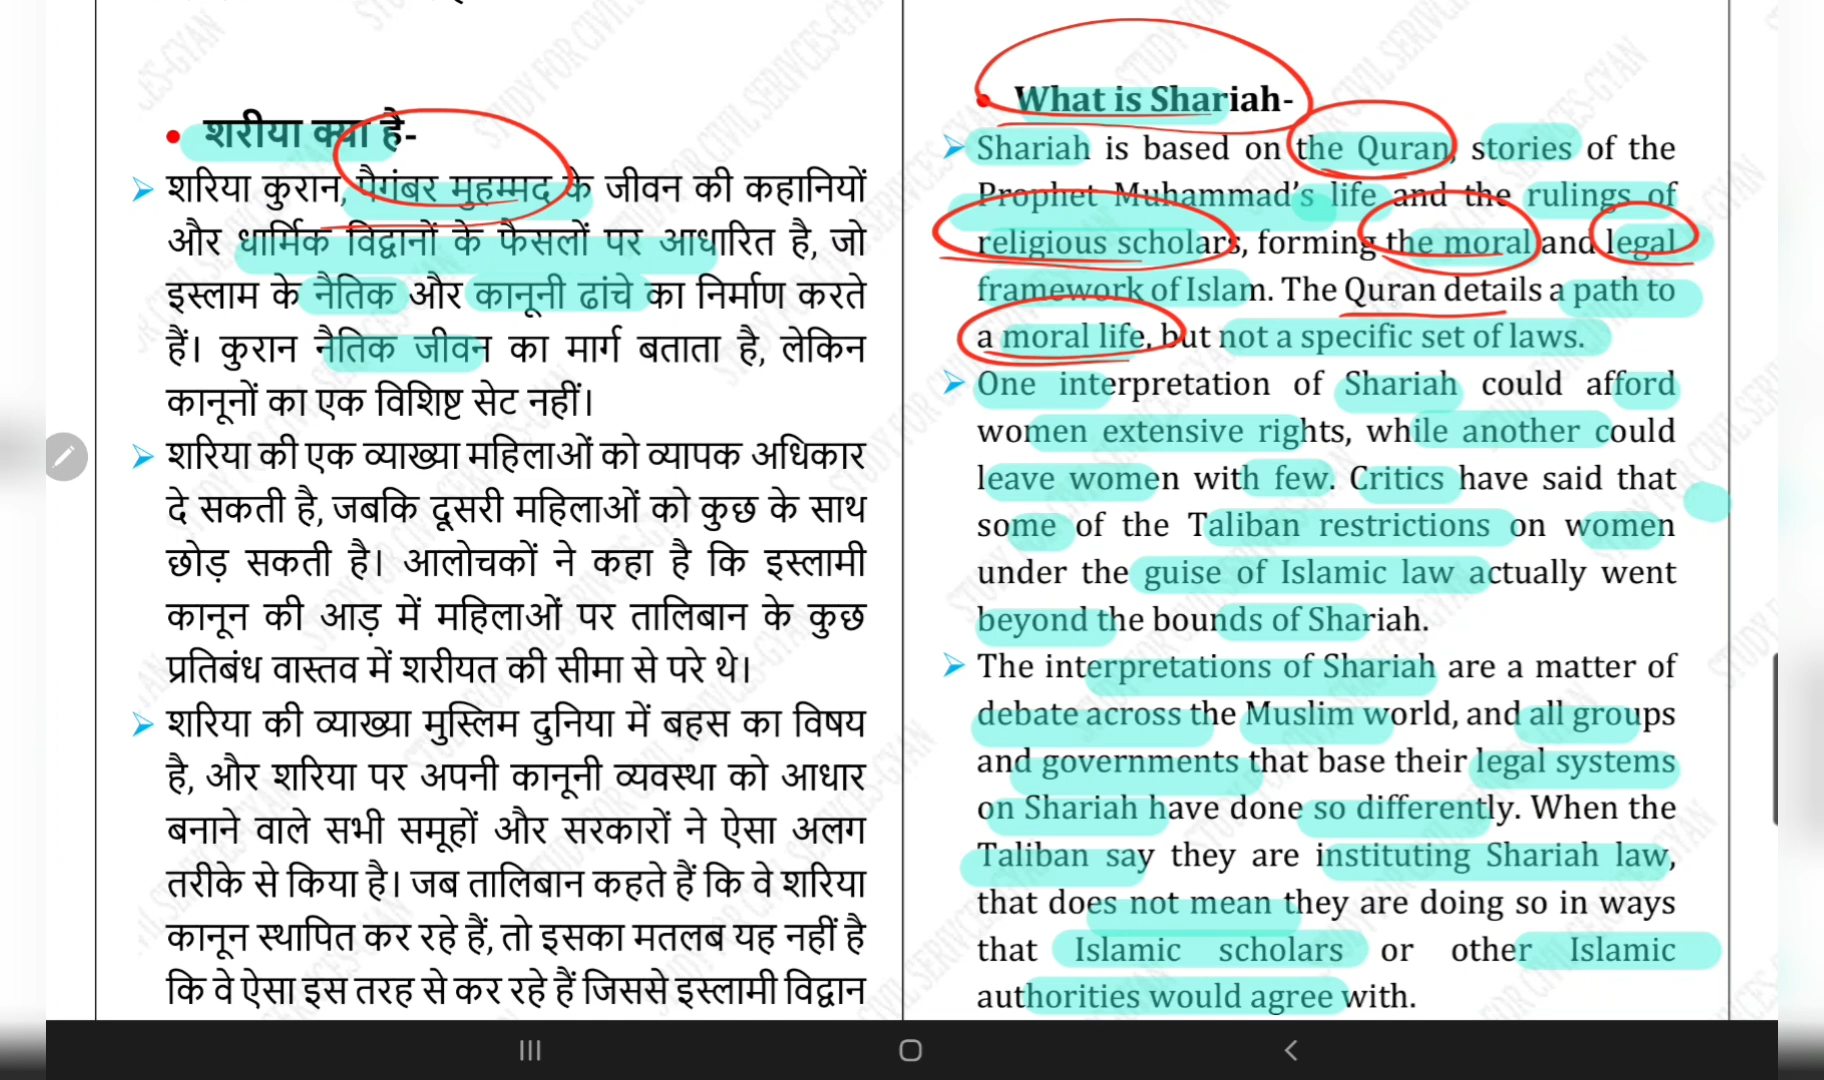 शरीया क्या है-
शरिया कुरान, पैगंबर मुहम्मद के जीवन की कहानियों
और धार्मिक विद्वानों के फैसलों पर आधारित है, जो
इस्लाम के नैतिक और कानूनी ढांचे का निर्माण करते
हैं। कुरान नैतिक जीवन का मार्ग बताता है, लेकिन
कानूनों का एक विशिष्ट सेट नहीं।
शरिया की एक व्याख्या महिलाओं को व्यापक अधिकार
दे सकती है, जबकि दूसरी महिलाओं को कुछ के साथ
छोड़ सकती है। आलोचकों ने कहा है कि इस्लामी
कानून की आड़ में महिलाओं पर तालिबान के कुछ
प्रतिबंध वास्तव में शरीयत की सीमा से परे थे।
शरिया की व्याख्या मुस्लिम दुनिया में बहस का विषय
है, और शरिया पर अपनी कानूनी व्यवस्था को आधार
बनाने वाले सभी समूहों और सरकारों ने ऐसा अलग
तरीके से किया है। जब तालिबान कहते हैं कि वे शरिया
कानून स्थापित कर रहे हैं, तो इसका मतलब यह नहीं है
कि वे ऐसा इस तरह से कर रहे हैं जिससे इस्लामी विद्वान
What is Shariah-
Shariah is based on the Quran, stories of the
Prophet Muhammad's life and the rulings of
religious scholars, forming the moral and legal
framework of Islam. The Quran details a path to
a moral life, but not a specific set of laws.
One interpretation of Shariah could afford
women extensive rights, while another could
leave women with few. Critics have said that
some of the Taliban restrictions on women
under the guise of Islamic law actually went
beyond the bounds of Shariah.
The interpretations of Shariah are a matter of
debate across the Muslim world, and all groups
and governments that base their legal systems
on Shariah have done so differently. When the
Taliban say they are instituting Shariah law,
that does not mean they are doing so in ways
that Islamic scholars or other Islamic
authorities would agree with.